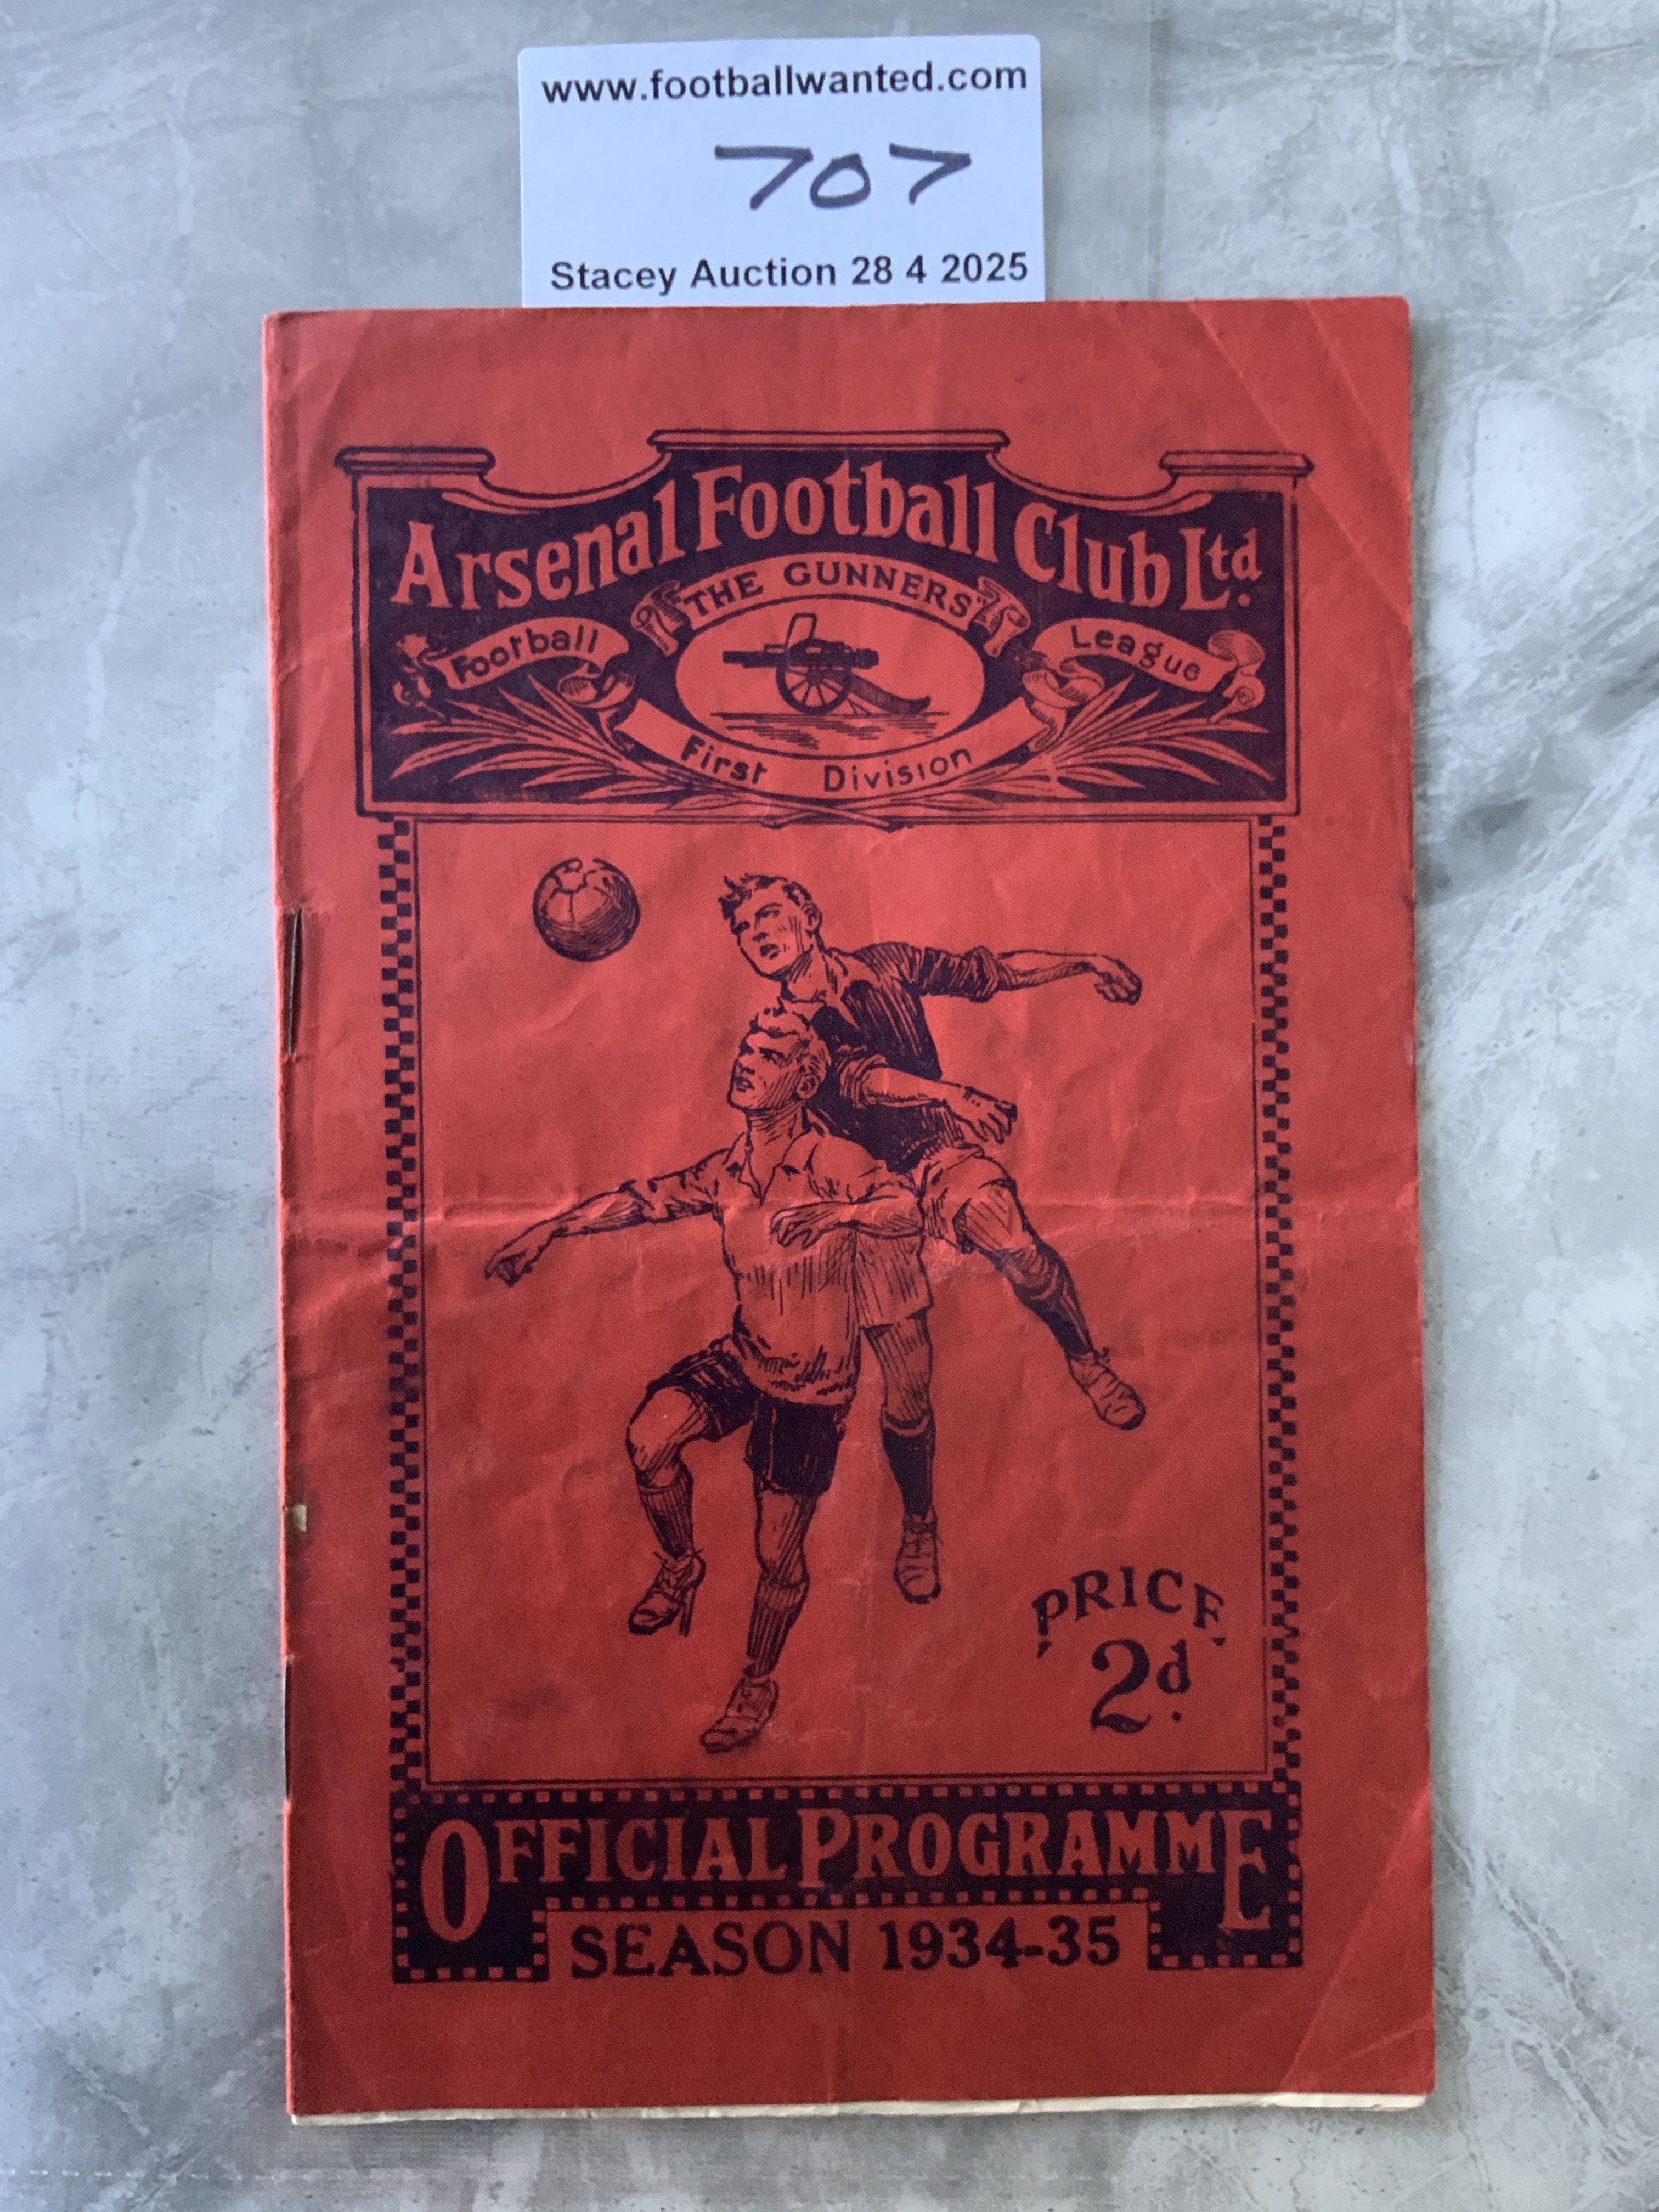 www.footballwanted.com
707
Stacey Auction 28 4 2025
Arsenal Football Club Ltd.
"THE GUNNERS"
Football League
First Division
PRICE
2d.
OFFICIAL PROGRAMME
SEASON 1934-35